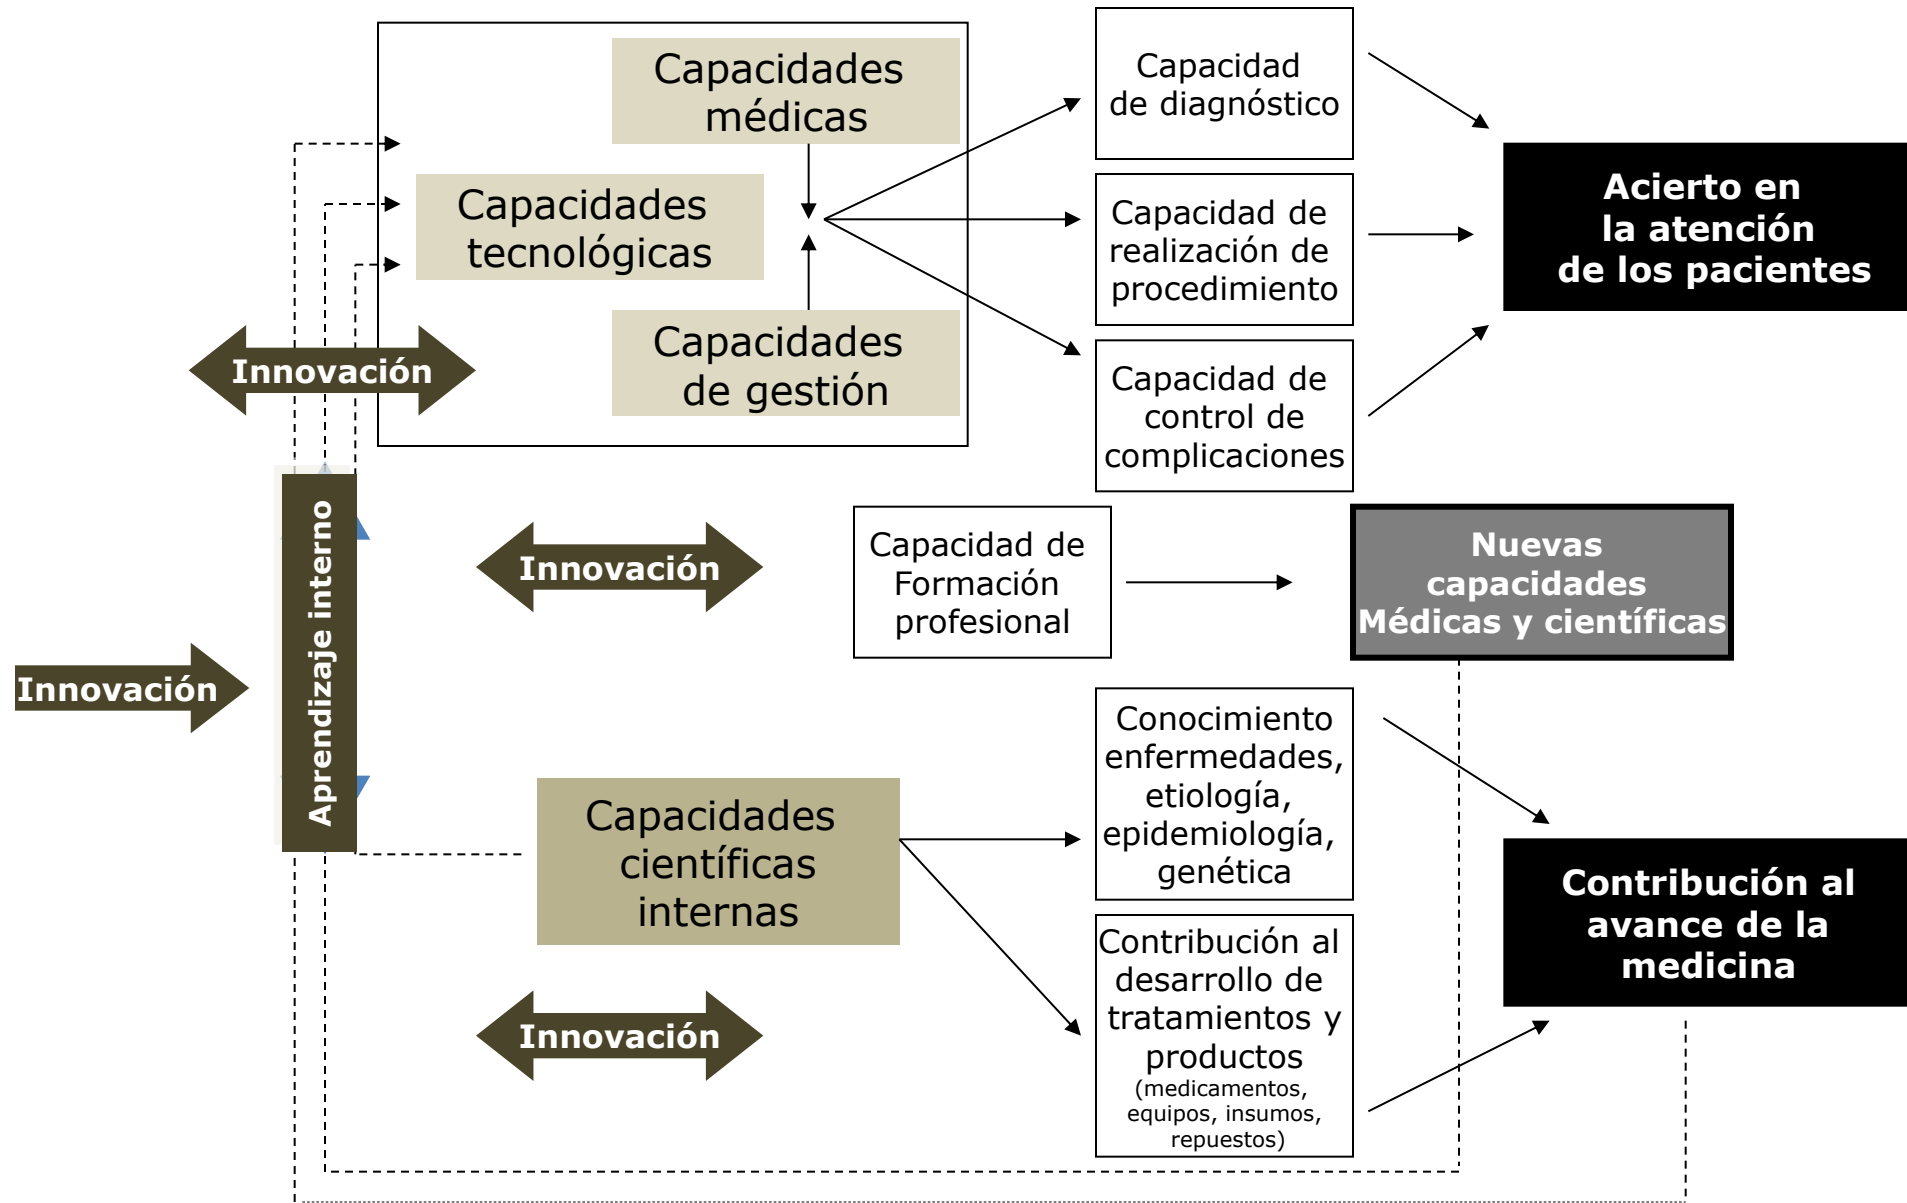 Capacidades
médicas
Capacidades
tecnológicas
Capacidades
de gestión
Innovación
Capacidad
de diagnóstico
Capacidad de
realización de
procedimiento
Capacidad de
control de
complicaciones
Acierto en
la atención
de los pacientes
Aprendizaje interno
Innovación
Innovación
Capacidad de
Formación
profesional
Nuevas
capacidades
Médicas y científicas
Capacidades
científicas
internas
Innovación
Conocimiento
enfermedades,
etiología,
epidemiología,
genética
Contribución al
desarrollo de
tratamientos y
productos
(medicamentos,
equipos, insumos,
repuestos)
Contribución al
avance de la
medicina